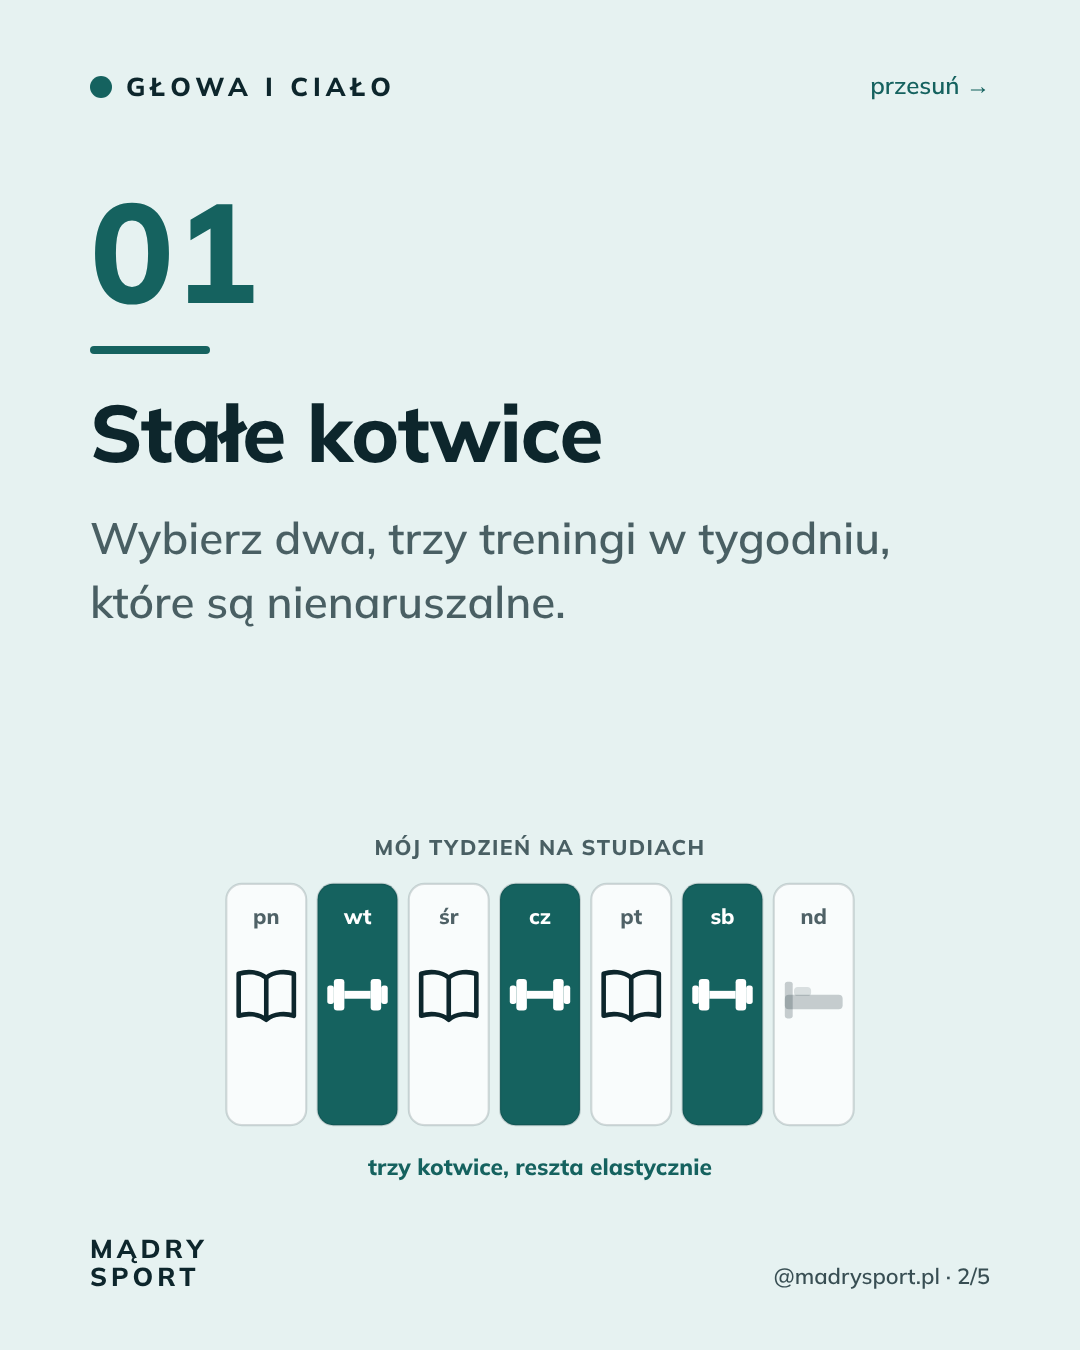 GŁOWA I CIAŁO
przesuń →
01
Stałe kotwice
Wybierz dwa, trzy treningi w tygodniu,
które są nienaruszalne.
MÓJ TYDZIEŃ NA STUDIACH
pn wt śr cz pt sb nd
trzy kotwice, reszta elastycznie
MĄDRY
SPORT
@madrysport.pl · 2/5